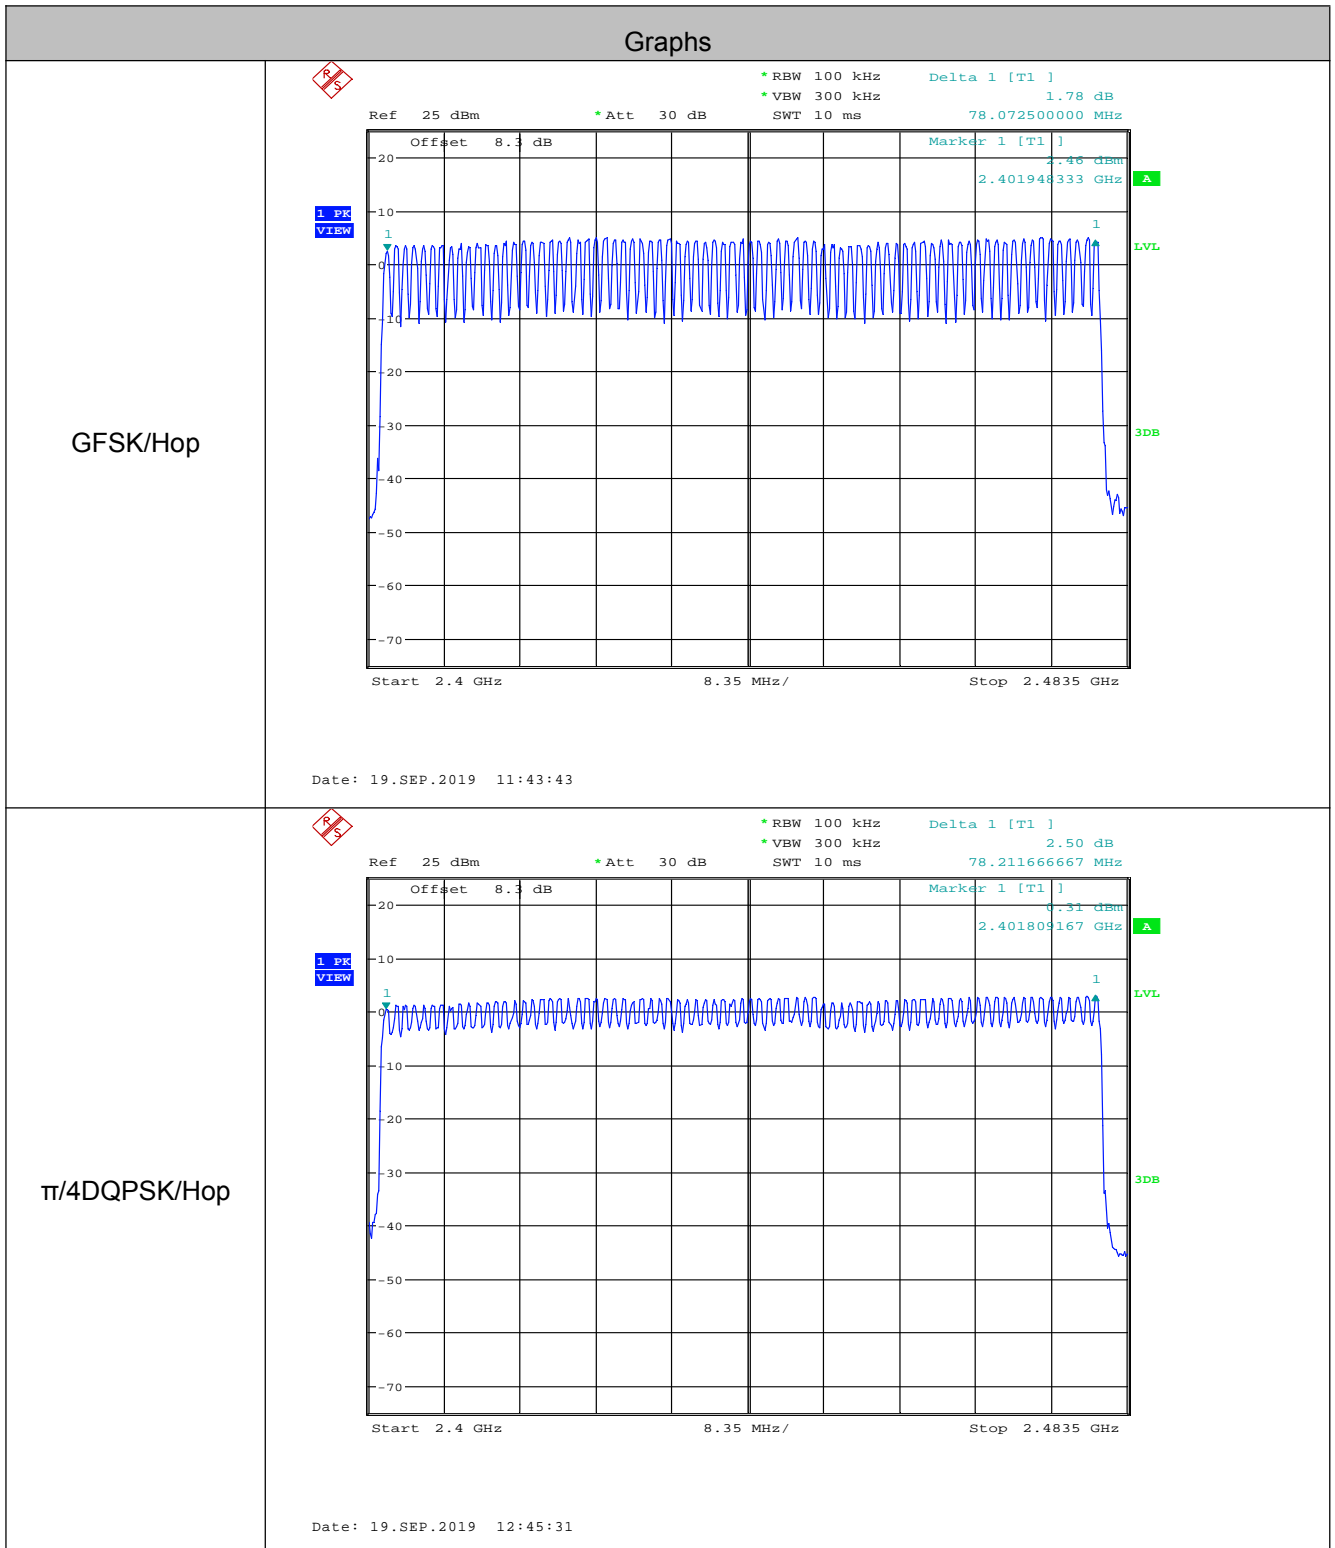 Graphs
GFSK/Hop
R S
* RBW 100 kHz Delta 1 [T1 ]
* VBW 300 kHz 1.78 dB
Ref 25 dBm * Att 30 dB SWT 10 ms 78.072500000 MHz
Offset 8.3 dB Marker 1 [T1 ]
20 2.46 dBm
2.401948333 GHz A
1 PK 10
VIEW 1 1
LVL
0
-10
-20
-30 3DB
-40
-50
-60
-70
Start 2.4 GHz 8.35 MHz/ Stop 2.4835 GHz
Date: 19.SEP.2019 11:43:43
π/4DQPSK/Hop
R S
* RBW 100 kHz Delta 1 [T1 ]
* VBW 300 kHz 2.50 dB
Ref 25 dBm * Att 30 dB SWT 10 ms 78.211666667 MHz
Offset 8.3 dB Marker 1 [T1 ]
20 0.31 dBm
2.401809167 GHz A
1 PK 10
VIEW 1 1
LVL
0
-10
-20
-30 3DB
-40
-50
-60
-70
Start 2.4 GHz 8.35 MHz/ Stop 2.4835 GHz
Date: 19.SEP.2019 12:45:31